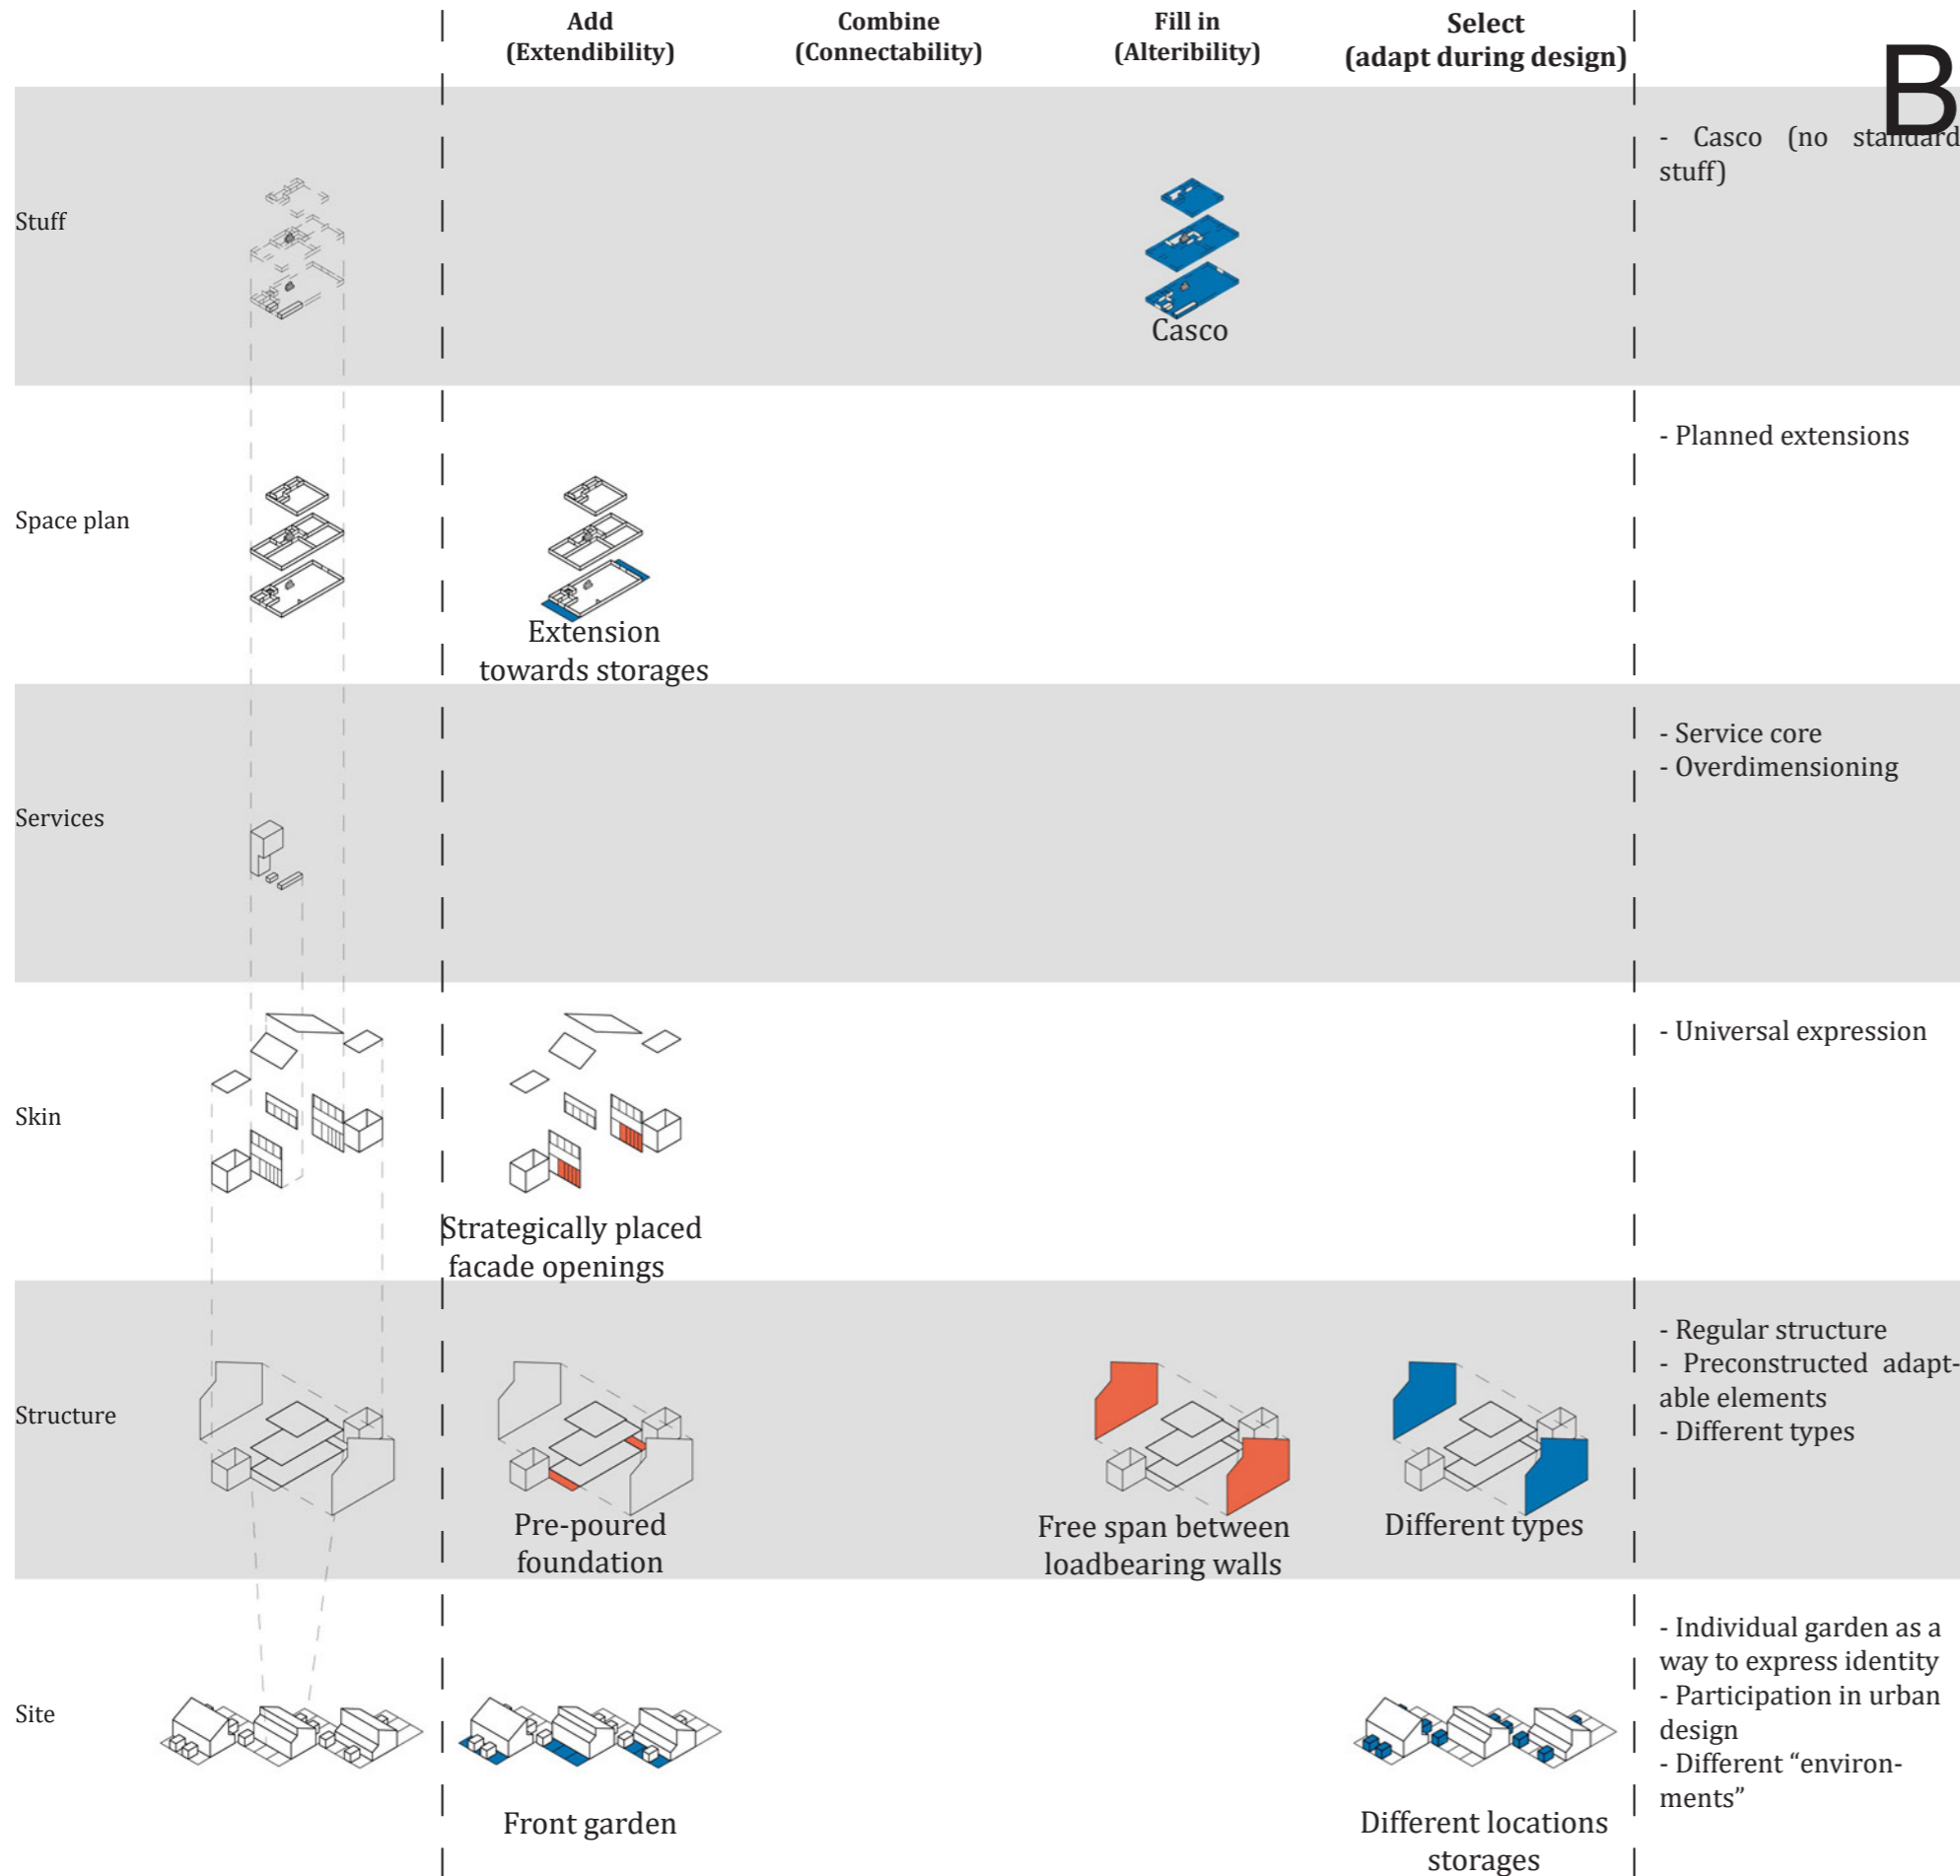 Add
(Extendibility)
Combine
(Connectability)
Fill in
(Alteribility)
Select
(adapt during design)
B
Stuff
Casco
- Casco (no standard
stuff)
Space plan
Extension
towards storages
- Planned extensions
Services
- Service core
- Overdimensioning
Skin
Strategically placed
facade openings
- Universal expression
Structure
Pre-poured
foundation
Free span between
loadbearing walls
Different types
- Regular structure
- Preconstructed adapt-
able elements
- Different types
Site
Front garden
Different locations
storages
- Individual garden as a
way to express identity
- Participation in urban
design
- Different “environ-
ments”